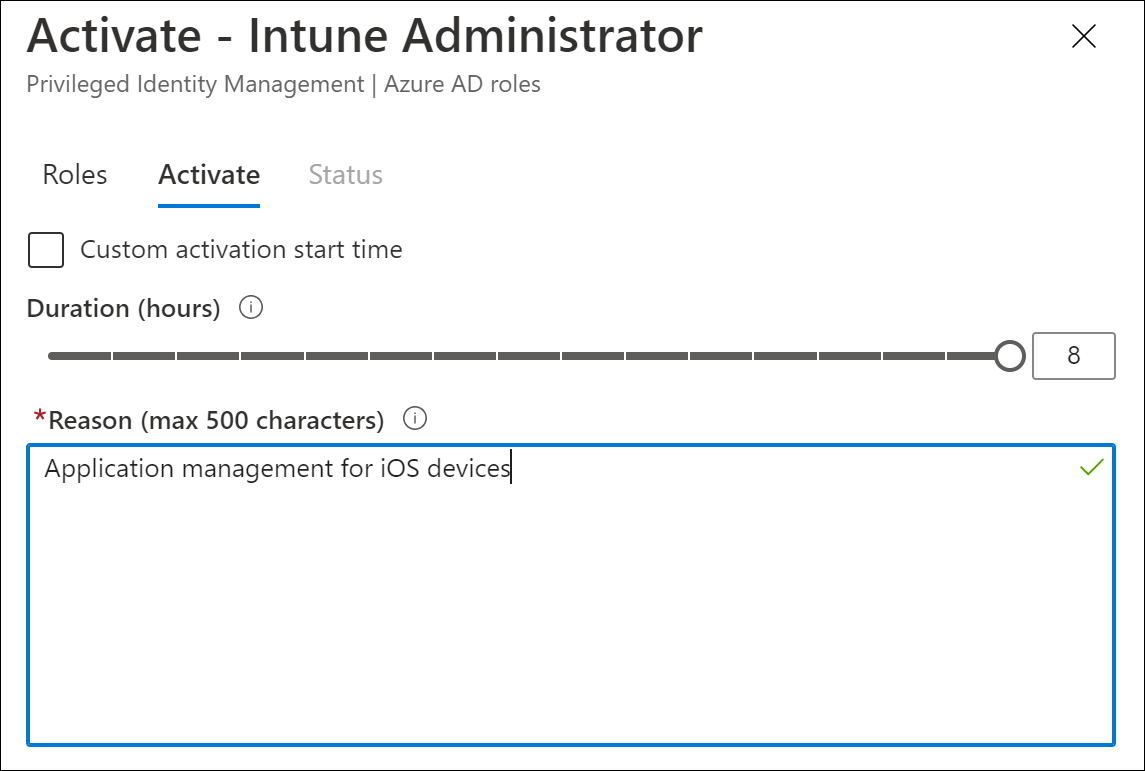 Activate - Intune Administrator
Privileged Identity Management | Azure AD roles
Roles Activate Status
Custom activation start time
Duration (hours)
8
*Reason (max 500 characters)
Application management for iOS devices